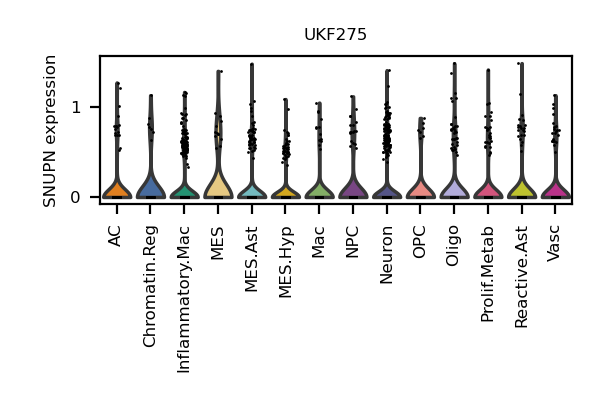 UKF275
SNUPN expression
1
0
AC
Chromatin.Reg
Inflammatory.Mac
MES
MES.Ast
MES.Hyp
Mac
NPC
Neuron
OPC
Oligo
Prolif.Metab
Reactive.Ast
Vasc